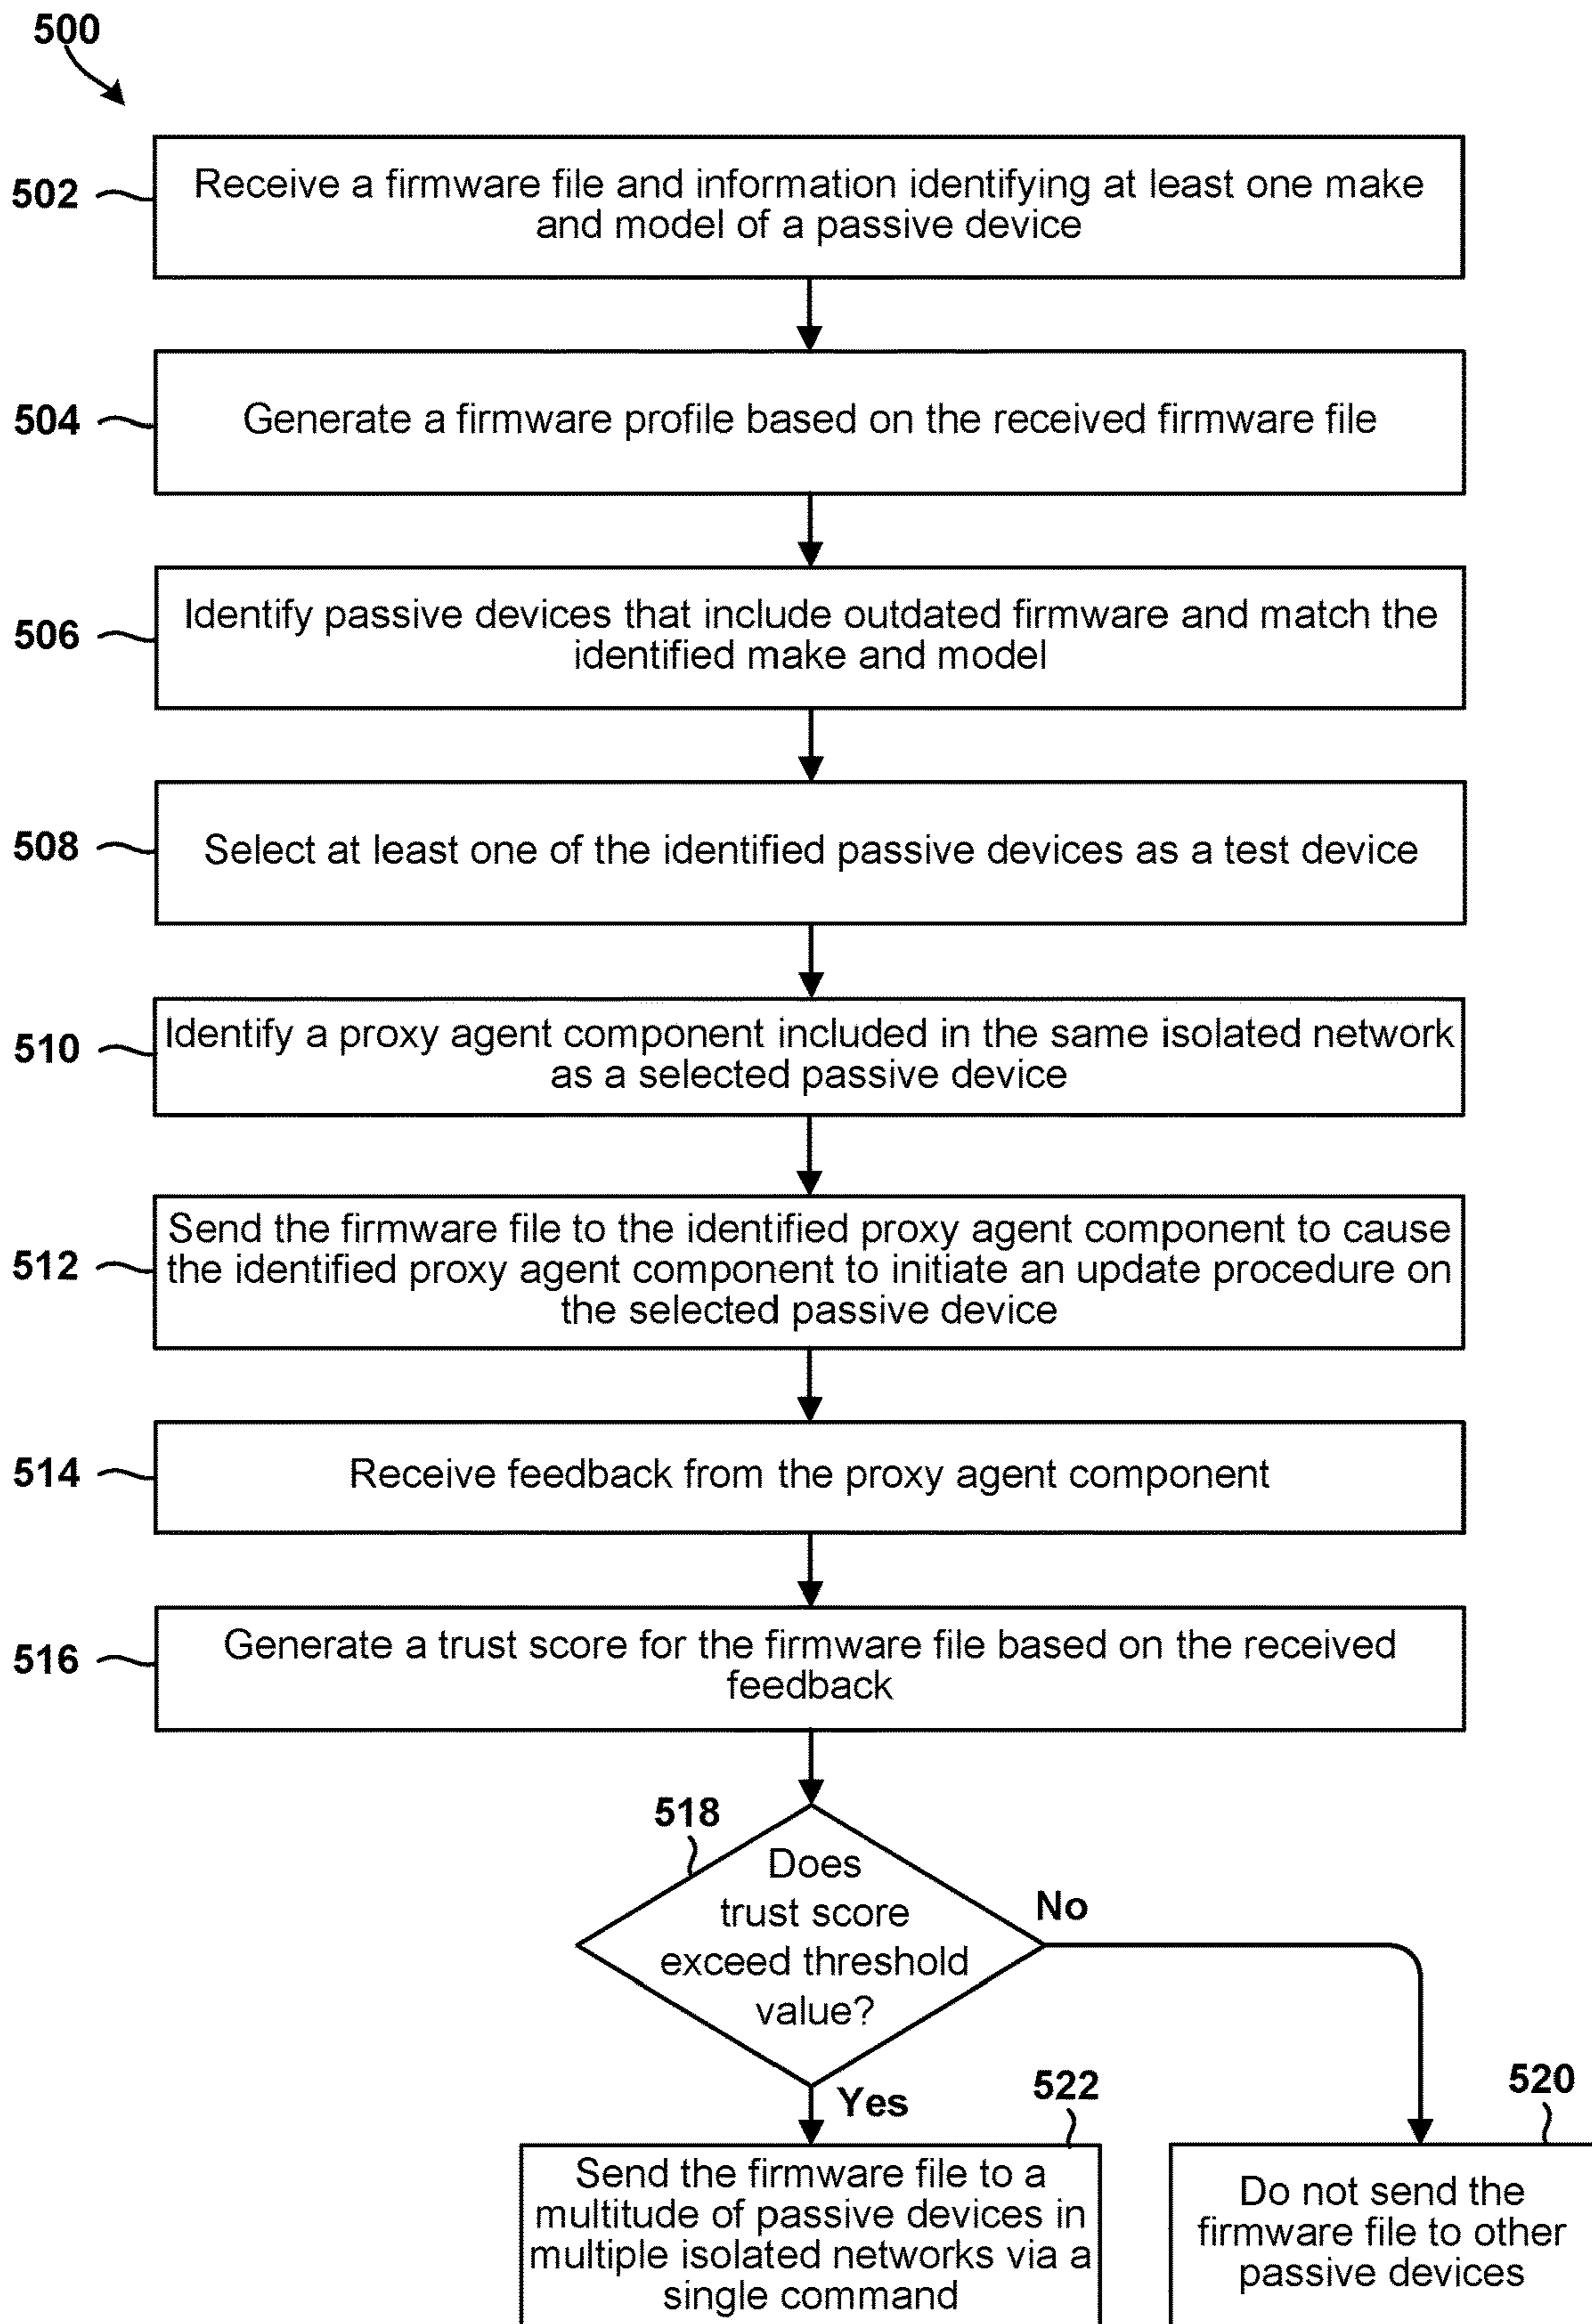 500
502
Receive a firmware file and information identifying at least one make
and model of a passive device
504
Generate a firmware profile based on the received firmware file
506
Identify passive devices that include outdated firmware and match the
identified make and model
508
Select at least one of the identified passive devices as a test device
510
Identify a proxy agent component included in the same isolated network
as a selected passive device
512
Send the firmware file to the identified proxy agent component to cause
the identified proxy agent component to initiate an update procedure on
the selected passive device
514
Receive feedback from the proxy agent component
516
Generate a trust score for the firmware file based on the received
feedback
518
Does
trust score
exceed threshold
value?
No
Yes
522
Send the firmware file to a
multitude of passive devices in
multiple isolated networks via a
single command
520
Do not send the
firmware file to other
passive devices